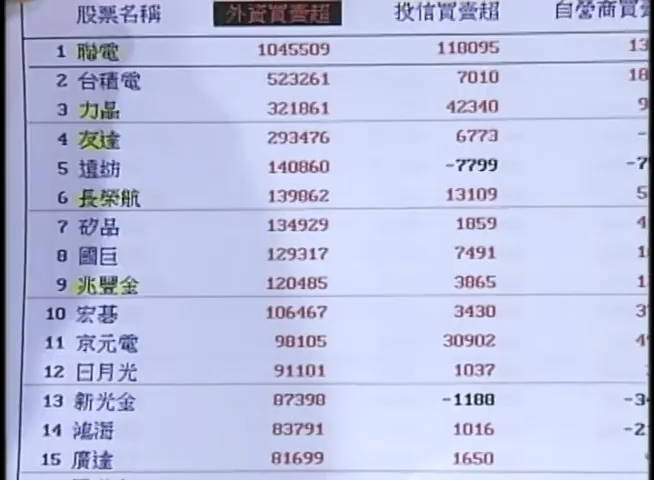 股票名稱 外資買賣超 投信買賣超 自營商買賣
1 聯電 1045509 118095 13
2 台積電 523261 7010 18
3 力晶 321861 42340 9
4 友達 293476 6773 -
5 遠紡 140860 -7799 -7
6 長榮航 139862 13109 5
7 矽品 134929 1859 4
8 國巨 129317 7491 1
9 兆豐金 120485 3865 1
10 宏碁 106467 3430 3
11 京元電 98105 30902 4
12 日月光 91101 1037
13 新光金 87398 -1188 -3
14 鴻海 83791 1016 -2
15 廣達 81699 1650